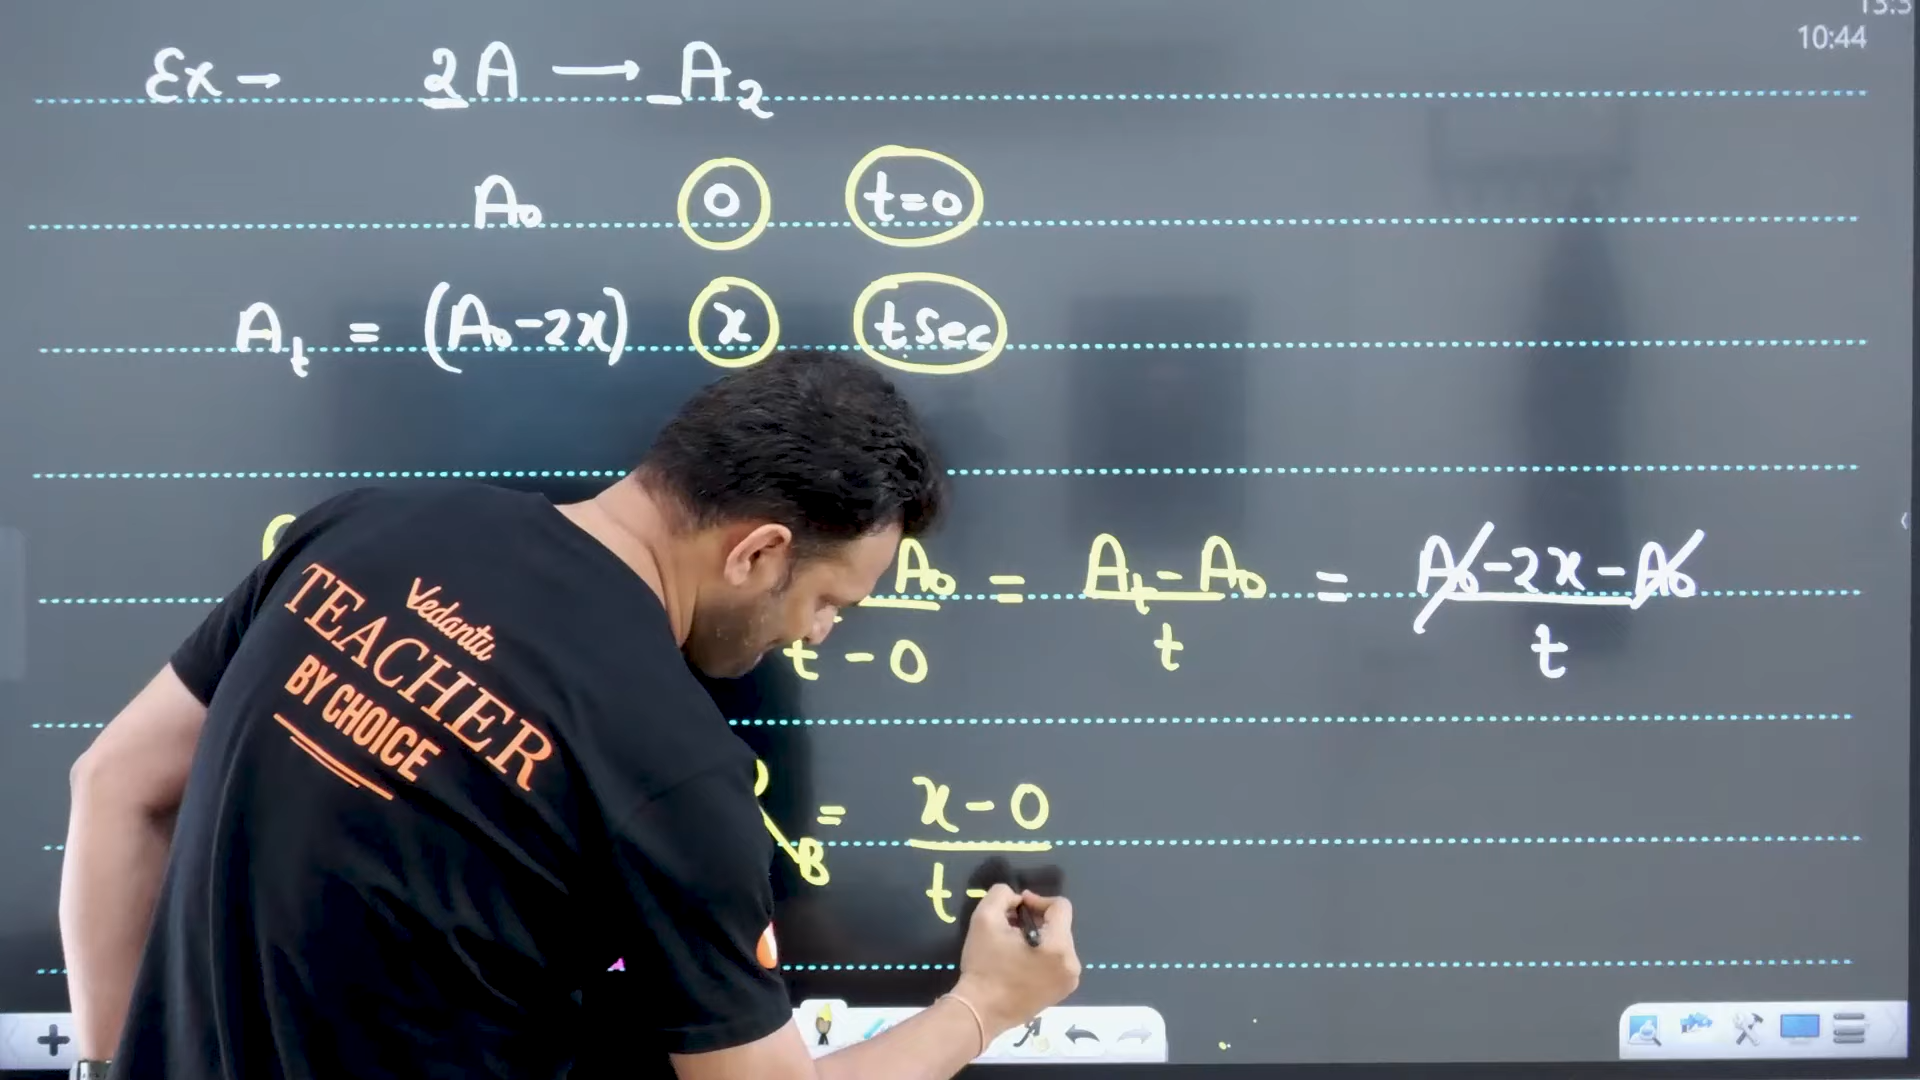 10:44
Ex → 2A ⟶ A₂
A₀ 0 t=0
Aₜ = (A₀-2x) x t sec
A₀ = Aₜ - A₀ = A₀-2x-A₀
t - 0 t t
= x - 0
B
t -
Vedantu
TEACHER
BY CHOICE